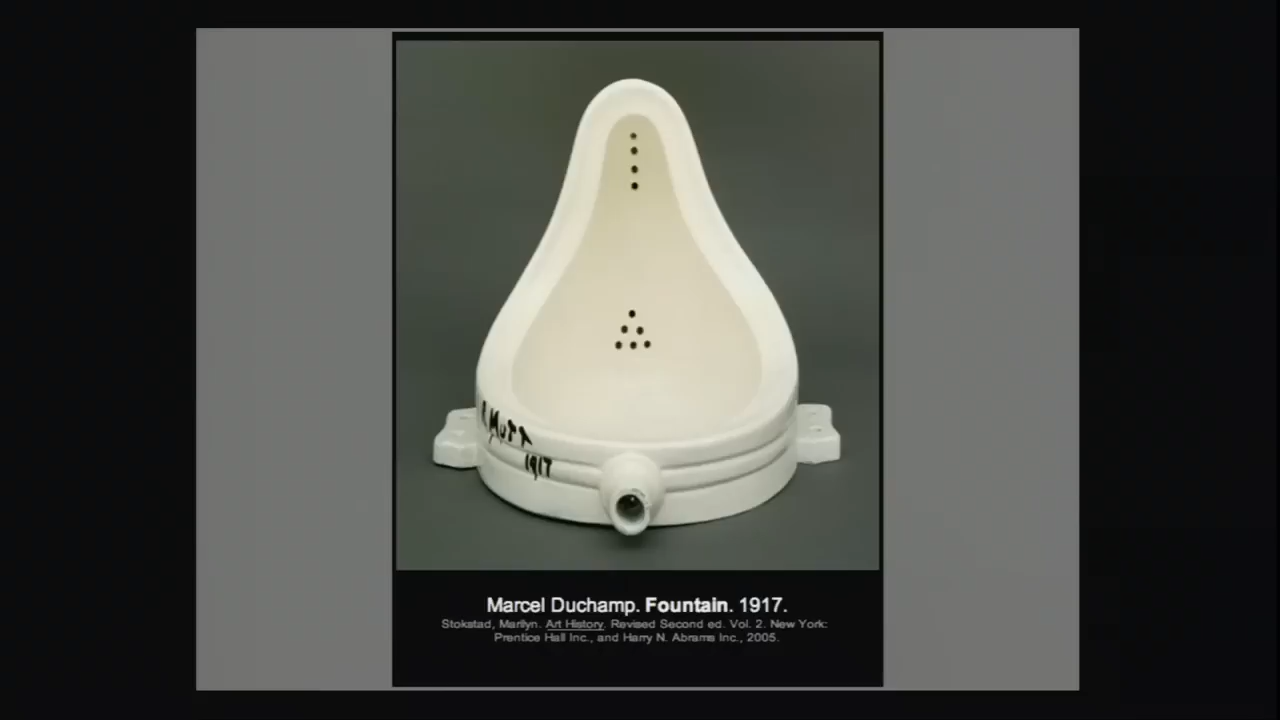 R. MUTT
1917
Marcel Duchamp. Fountain. 1917.
Stokstad, Marilyn. Art History. Revised Second ed. Vol. 2. New York:
Prentice Hall Inc., and Harry N. Abrams Inc., 2005.